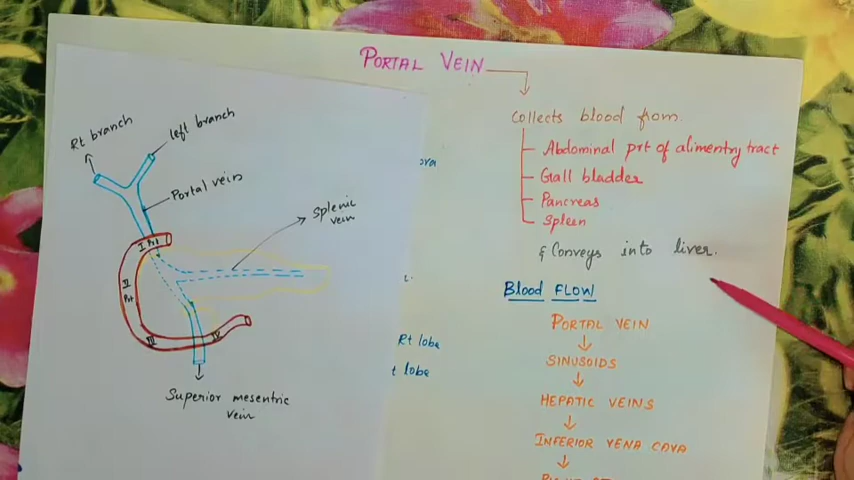 PORTAL VEIN
Collects blood from
Abdominal prt of alimentry tract
Gall bladder
Pancreas
Spleen
& Conveys into liver.
Blood FLOW
PORTAL VEIN
SINUSOIDS
HEPATIC VEINS
INFERIOR VENA CAVA
Rt branch
left branch
Portal vein
Splenic
vein
I Prt
II
Prt
III
IV
Superior mesentric
vein
Rt lobe
t lobe